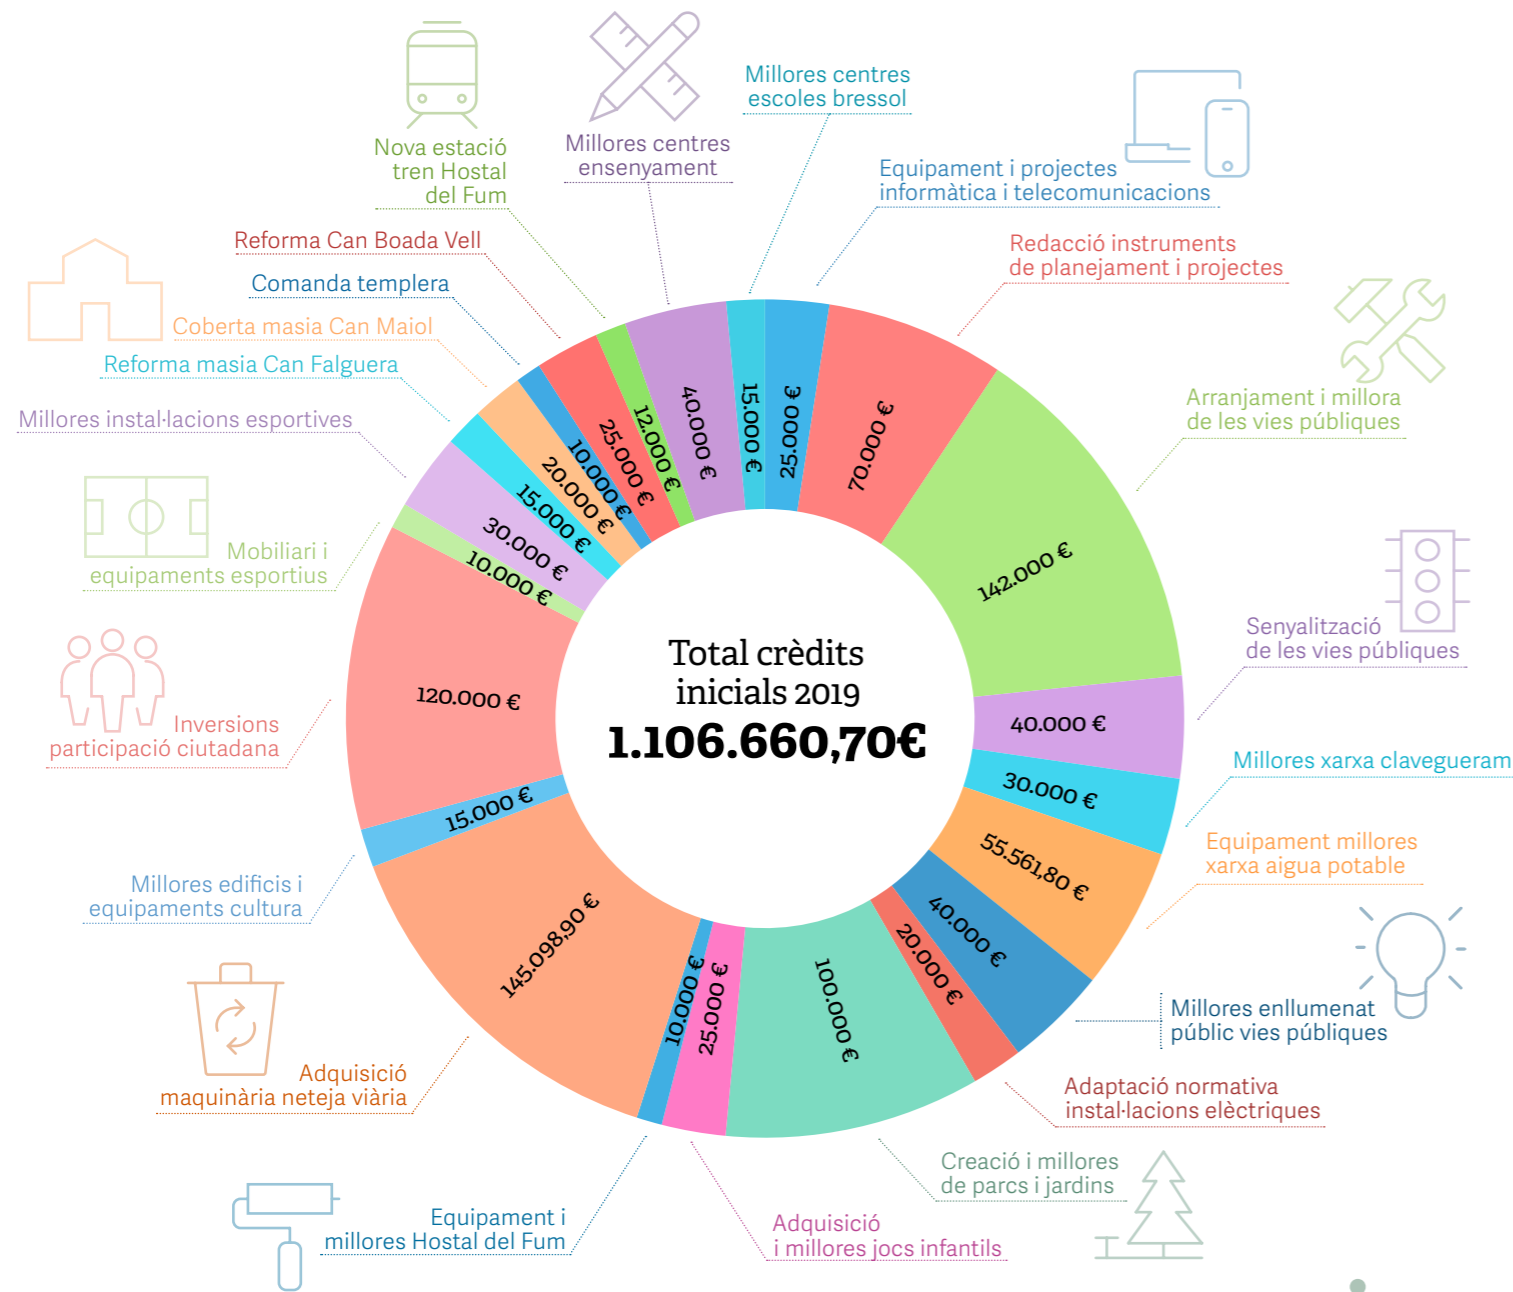 Millores centres
escoles bressol
Nova estació
tren Hostal
del Fum
Millores centres
ensenyament
Equipament i projectes
informàtica i telecomunicacions
Reforma Can Boada Vell
Redacció instruments
de planejament i projectes
Comanda templera
Coberta masia Can Maiol
Reforma masia Can Falguera
Arranjament i millora
de les vies públiques
Millores instal·lacions esportives
Mobiliari i
equipaments esportius
Senyalització
de les vies públiques
Inversions
participació ciutadana
Millores xarxa clavegueram
Equipament millores
xarxa aigua potable
Millores edificis i
equipaments cultura
Millores enllumenat
públic vies públiques
Adquisició
maquinària neteja viària
Adaptació normativa
instal·lacions elèctriques
Creació i millores
de parcs i jardins
Equipament i
millores Hostal del Fum
Adquisició
i millores jocs infantils
25.000 €
70.000 €
142.000 €
40.000 €
30.000 €
55.561,80 €
40.000 €
20.000 €
100.000 €
25.000 €
10.000 €
145.098,90 €
15.000 €
120.000 €
10.000 €
30.000 €
15.000 €
20.000 €
10.000 €
25.000 €
12.000 €
40.000 €
15.000 €
Total crèdits
inicials 2019
1.106.660,70€